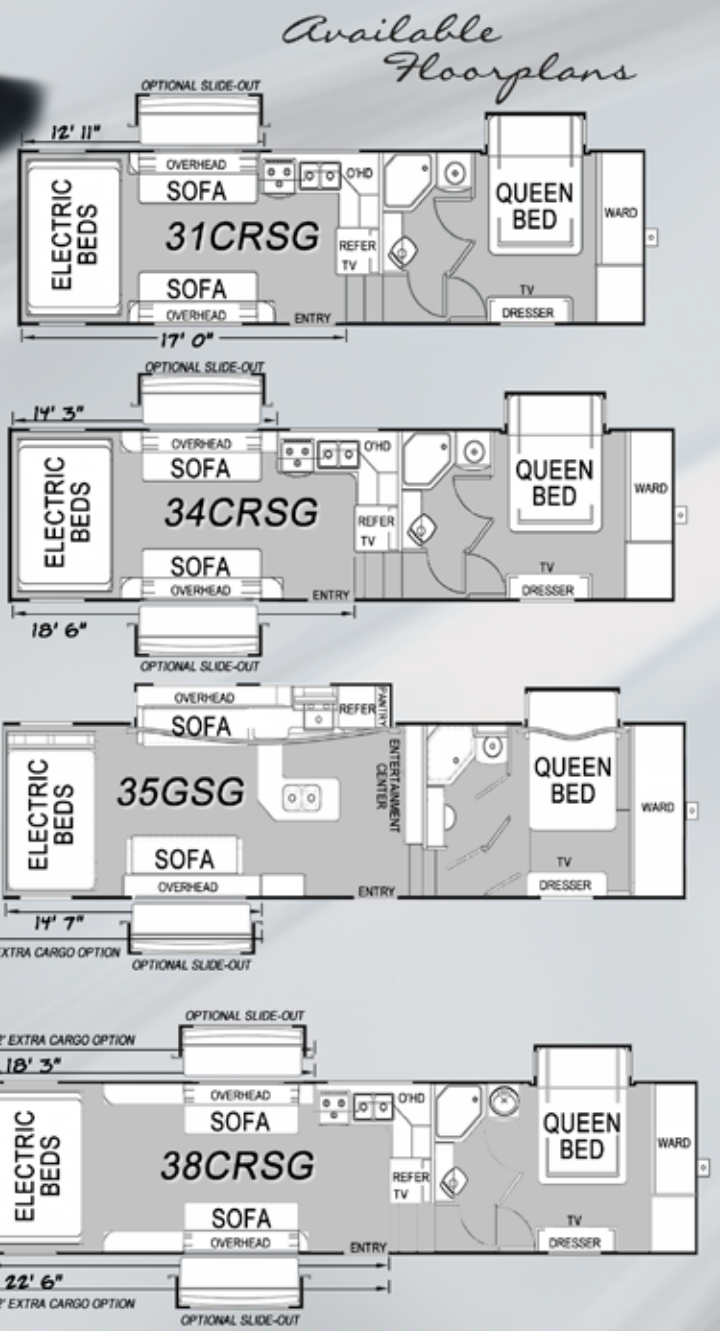 Available
Floorplans
OPTIONAL SLIDE-OUT
12' 11"
ELECTRIC
BEDS
OVERHEAD
SOFA
O'HD
31CRSG
REFER
TV
SOFA
OVERHEAD
ENTRY
QUEEN
BED
WARD
TV
DRESSER
17' 0"
OPTIONAL SLIDE-OUT
14' 3"
ELECTRIC
BEDS
OVERHEAD
SOFA
O'HD
34CRSG
REFER
TV
SOFA
OVERHEAD
ENTRY
QUEEN
BED
WARD
TV
DRESSER
18' 6"
OPTIONAL SLIDE-OUT
OVERHEAD
SOFA
REFER
PANTRY
ELECTRIC
BEDS
35GSG
ENTERTAINMENT
CENTER
SOFA
OVERHEAD
ENTRY
QUEEN
BED
WARD
TV
DRESSER
14' 7"
EXTRA CARGO OPTION
OPTIONAL SLIDE-OUT
OPTIONAL SLIDE-OUT
2' EXTRA CARGO OPTION
18' 3"
ELECTRIC
BEDS
OVERHEAD
SOFA
O'HD
38CRSG
REFER
TV
SOFA
OVERHEAD
ENTRY
QUEEN
BED
WARD
TV
DRESSER
22' 6"
2' EXTRA CARGO OPTION
OPTIONAL SLIDE-OUT